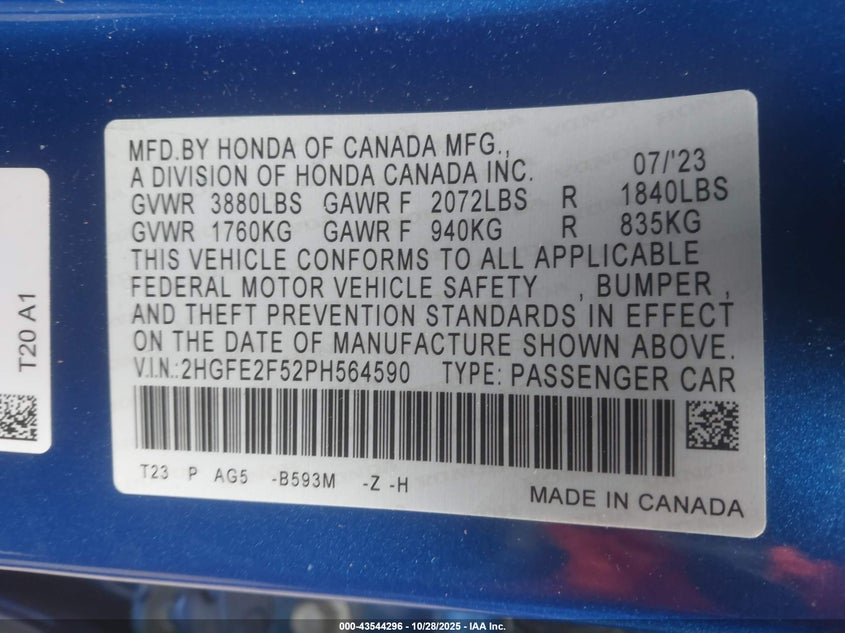 MFD.BY HONDA OF CANADA MFG.,
A DIVISION OF HONDA CANADA INC. 07/'23
GVWR 3880LBS GAWR F 2072LBS R 1840LBS
GVWR 1760KG GAWR F 940KG R 835KG
THIS VEHICLE CONFORMS TO ALL APPLICABLE
FEDERAL MOTOR VEHICLE SAFETY , BUMPER ,
AND THEFT PREVENTION STANDARDS IN EFFECT
ON THE DATE OF MANUFACTURE SHOWN ABOVE.
V.I.N.:2HGFE2F52PH564590 TYPE: PASSENGER CAR
T23 P AG5 -B593M -Z -H
MADE IN CANADA
T20 A1
000-43544296 - 10/28/2025 - IAA Inc.